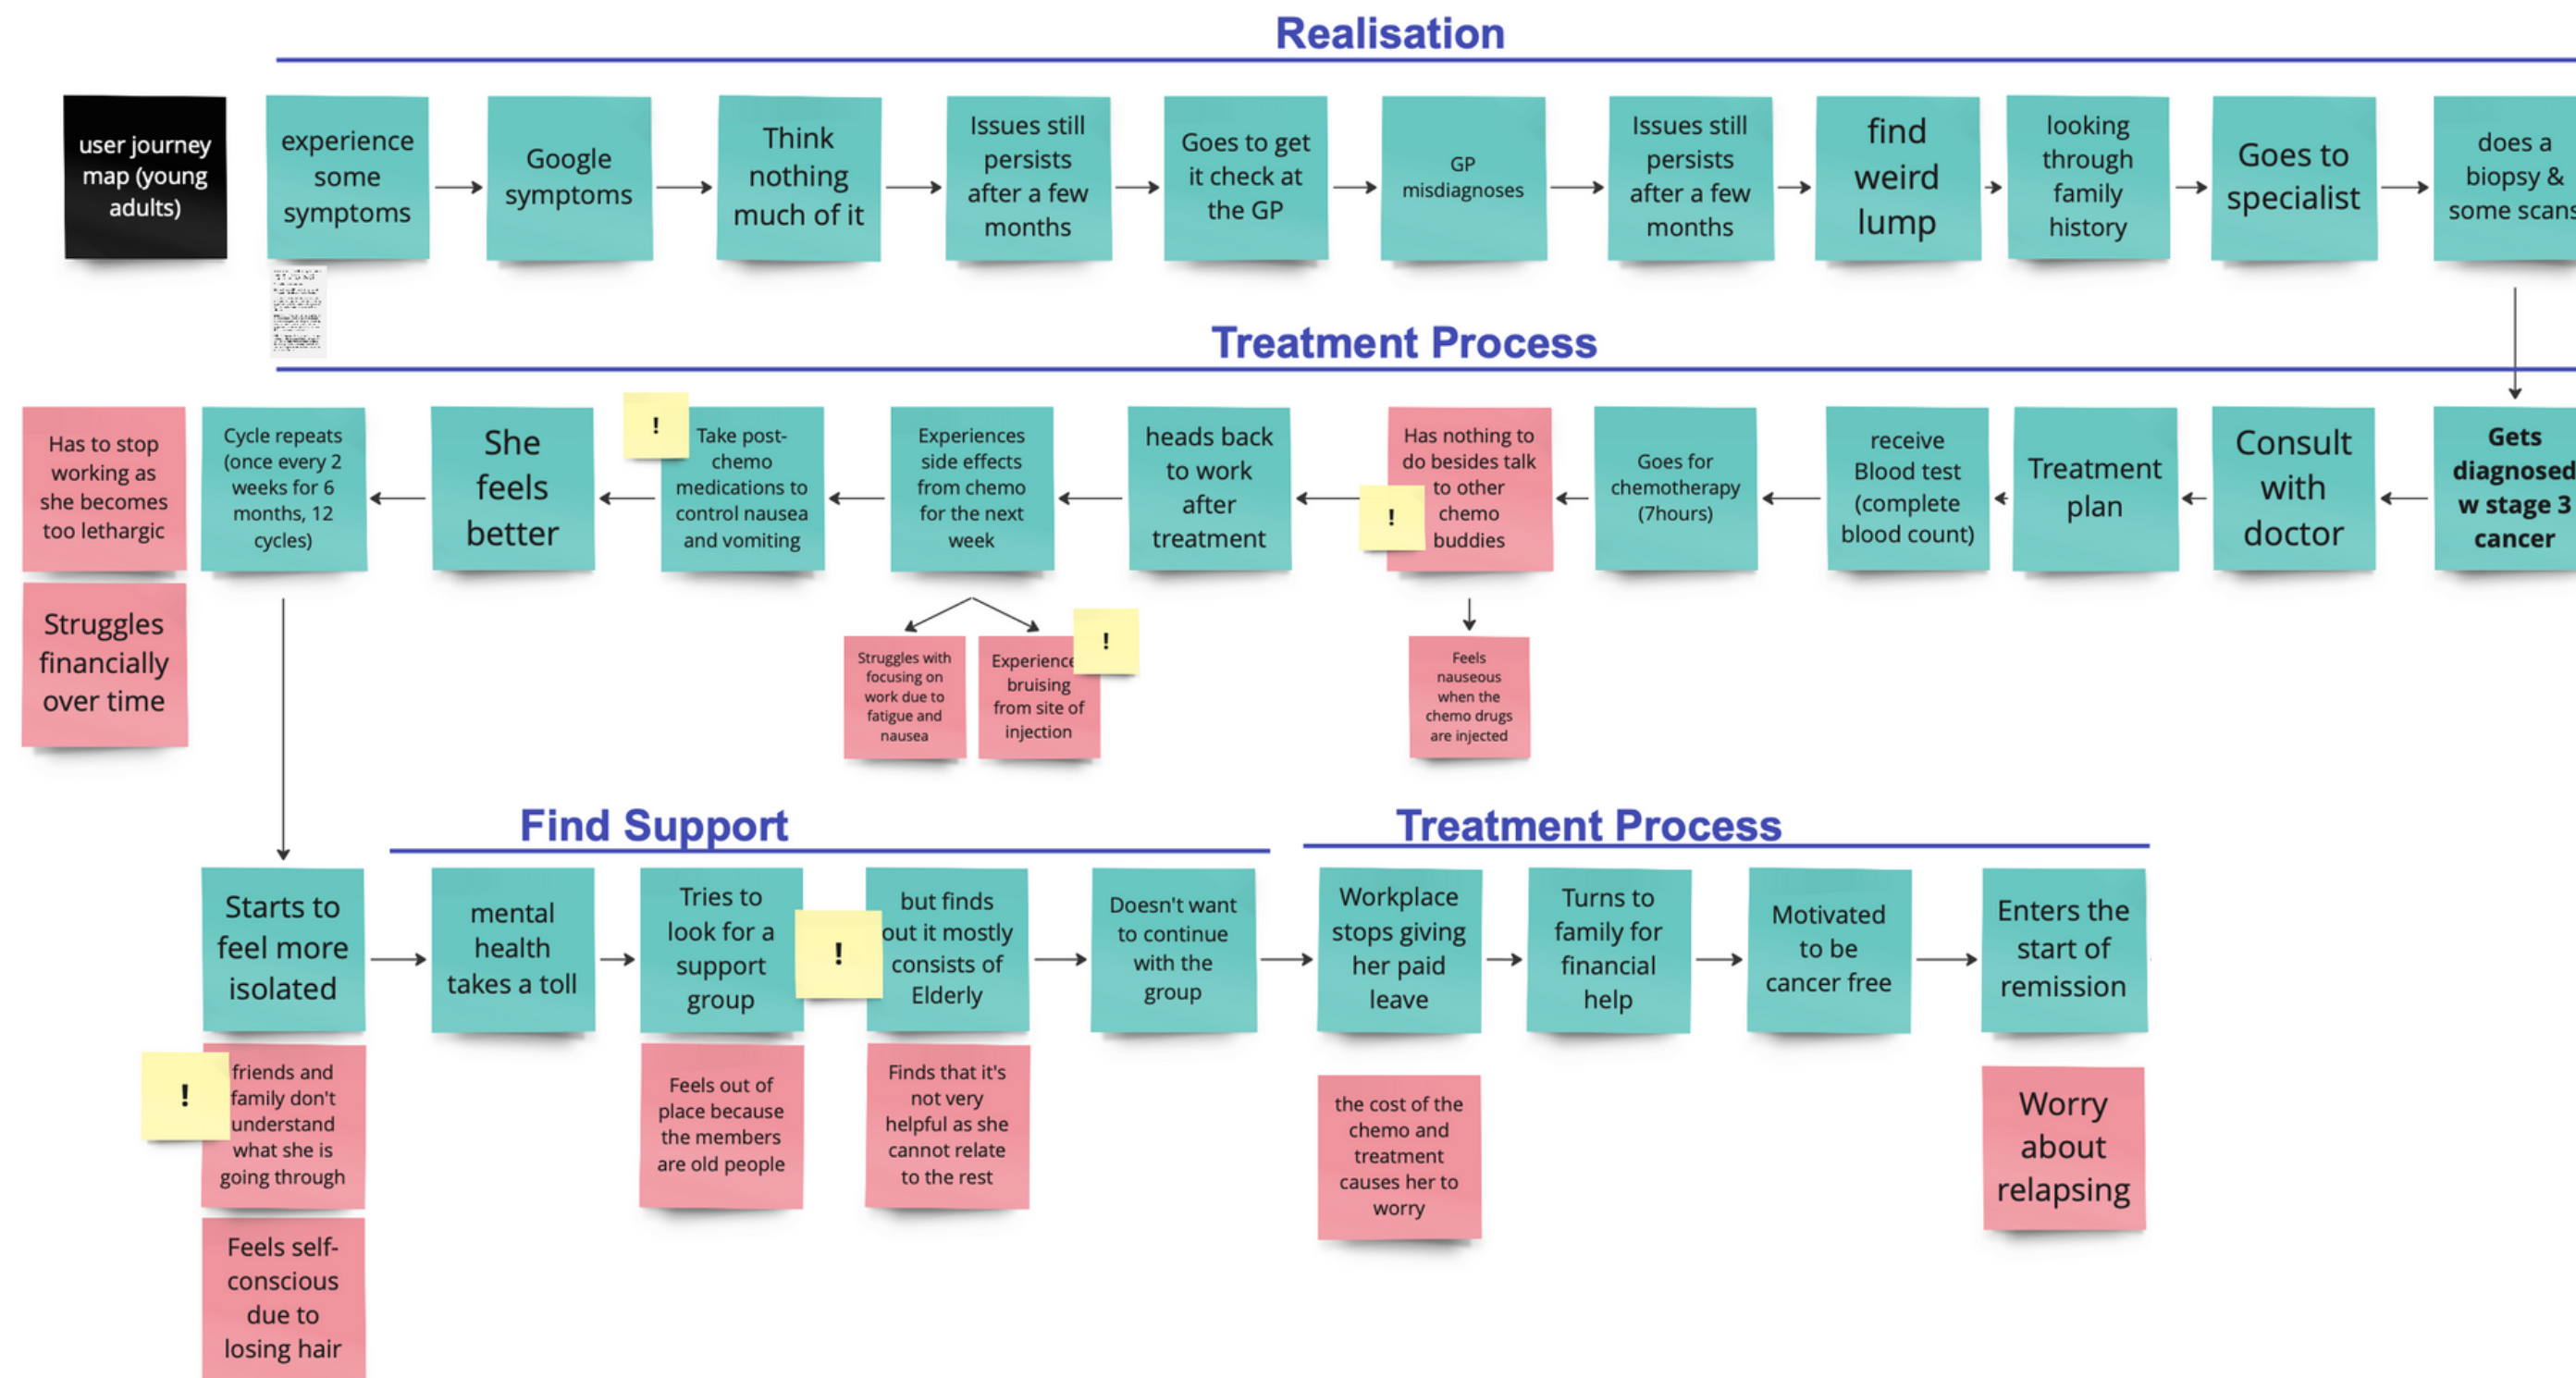 Realisation
user journey
map (young
adults)
experience
some
symptoms
Google
symptoms
Think
nothing
much of it
Issues still
persists
after a few
months
Goes to get
it check at
the GP
GP
misdiagnoses
Issues still
persists
after a few
months
find
weird
lump
looking
through
family
history
Goes to
specialist
does a
biopsy &
some scans
Treatment Process
Gets
diagnosed
w stage 3
cancer
Consult
with
doctor
Treatment
plan
receive
Blood test
(complete
blood count)
Goes for
chemotherapy
(7hours)
Has nothing to
do besides talk
to other
chemo
buddies
!
Feels
nauseous
when the
chemo drugs
are injected
heads back
to work
after
treatment
Experiences
side effects
from chemo
for the next
week
Struggles with
focusing on
work due to
fatigue and
nausea
Experience
bruising
from site of
injection
!
!
Take post-
chemo
medications to
control nausea
and vomiting
She
feels
better
Cycle repeats
(once every 2
weeks for 6
months, 12
cycles)
Has to stop
working as
she becomes
too lethargic
Struggles
financially
over time
Find Support
Starts to
feel more
isolated
!
friends and
family don't
understand
what she is
going through
Feels self-
conscious
due to
losing hair
mental
health
takes a toll
Tries to
look for a
support
group
Feels out of
place because
the members
are old people
!
but finds
out it mostly
consists of
Elderly
Finds that it's
not very
helpful as she
cannot relate
to the rest
Doesn't want
to continue
with the
group
Treatment Process
Workplace
stops giving
her paid
leave
the cost of the
chemo and
treatment
causes her to
worry
Turns to
family for
financial
help
Motivated
to be
cancer free
Enters the
start of
remission
Worry
about
relapsing